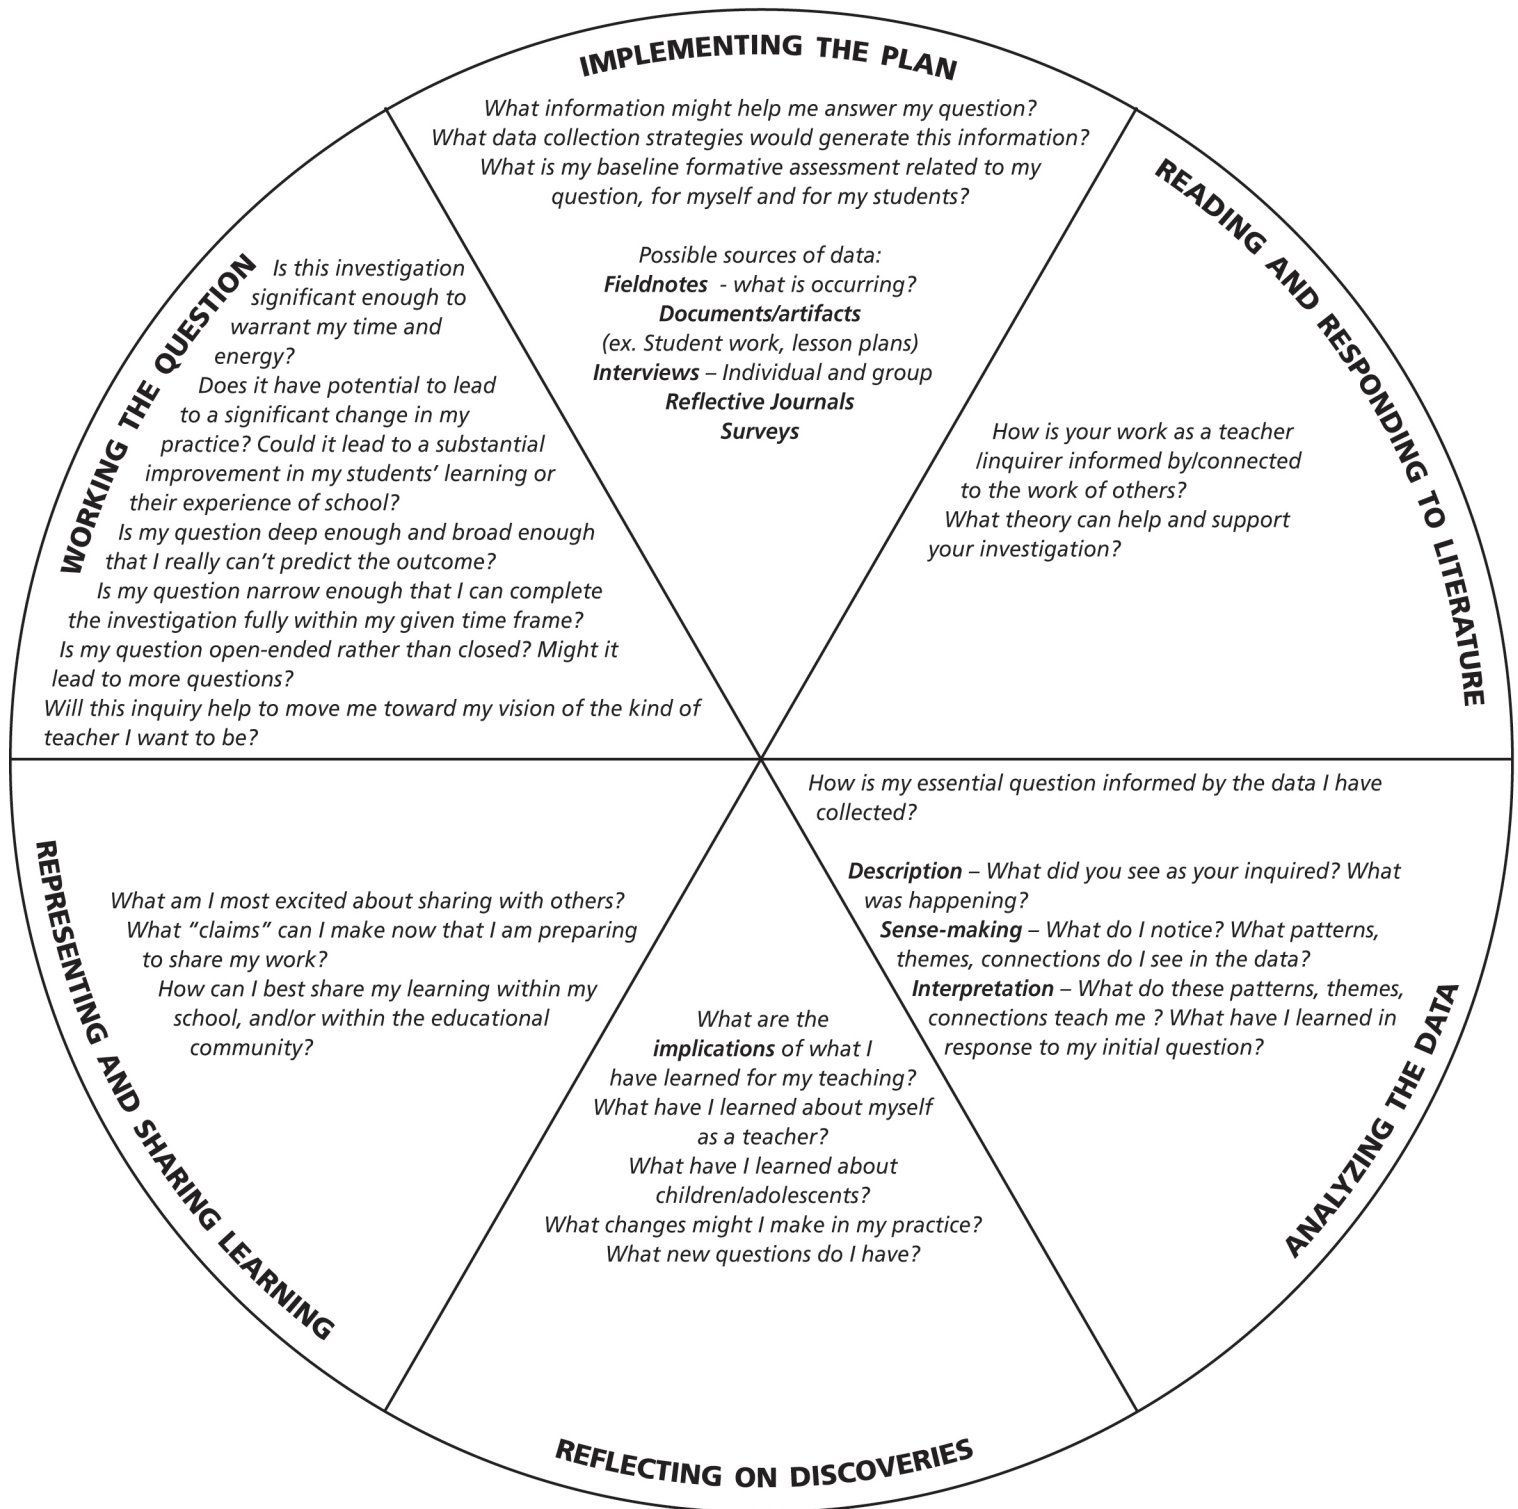 IMPLEMENTING THE PLAN
What information might help me answer my question?
What data collection strategies would generate this information?
What is my baseline formative assessment related to my
question, for myself and for my students?
Possible sources of data:
Fieldnotes - what is occurring?
Documents/artifacts
(ex. Student work, lesson plans)
Interviews – Individual and group
Reflective Journals
Surveys
READING AND RESPONDING TO LITERATURE
How is your work as a teacher
/inquirer informed by/connected
to the work of others?
What theory can help and support
your investigation?
ANALYZING THE DATA
How is my essential question informed by the data I have
collected?
Description – What did you see as your inquired? What
was happening?
Sense-making – What do I notice? What patterns,
themes, connections do I see in the data?
Interpretation – What do these patterns, themes,
connections teach me ? What have I learned in
response to my initial question?
REFLECTING ON DISCOVERIES
What are the
implications of what I
have learned for my teaching?
What have I learned about myself
as a teacher?
What have I learned about
children/adolescents?
What changes might I make in my practice?
What new questions do I have?
REPRESENTING AND SHARING LEARNING
What am I most excited about sharing with others?
What “claims” can I make now that I am preparing
to share my work?
How can I best share my learning within my
school, and/or within the educational
community?
WORKING THE QUESTION
Is this investigation
significant enough to
warrant my time and
energy?
Does it have potential to lead
to a significant change in my
practice? Could it lead to a substantial
improvement in my students’ learning or
their experience of school?
Is my question deep enough and broad enough
that I really can’t predict the outcome?
Is my question narrow enough that I can complete
the investigation fully within my given time frame?
Is my question open-ended rather than closed? Might it
lead to more questions?
Will this inquiry help to move me toward my vision of the kind of
teacher I want to be?